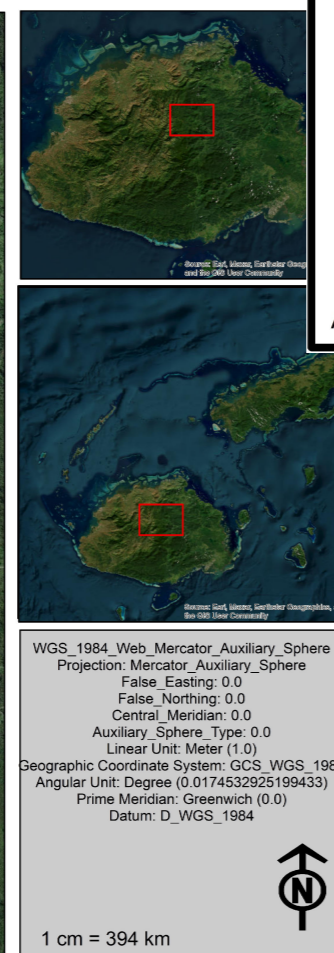 Source: Esri, Maxar, Earthstar Geog
and the GIS User Community
A
Source: Esri, Maxar, Earthstar Geographics,
the GIS User Community
WGS_1984_Web_Mercator_Auxiliary_Sphere
Projection: Mercator_Auxiliary_Sphere
False_Easting: 0.0
False_Northing: 0.0
Central_Meridian: 0.0
Auxiliary_Sphere_Type: 0.0
Linear Unit: Meter (1.0)
Geographic Coordinate System: GCS_WGS_198
Angular Unit: Degree (0.0174532925199433)
Prime Meridian: Greenwich (0.0)
Datum: D_WGS_1984
N
1 cm = 394 km